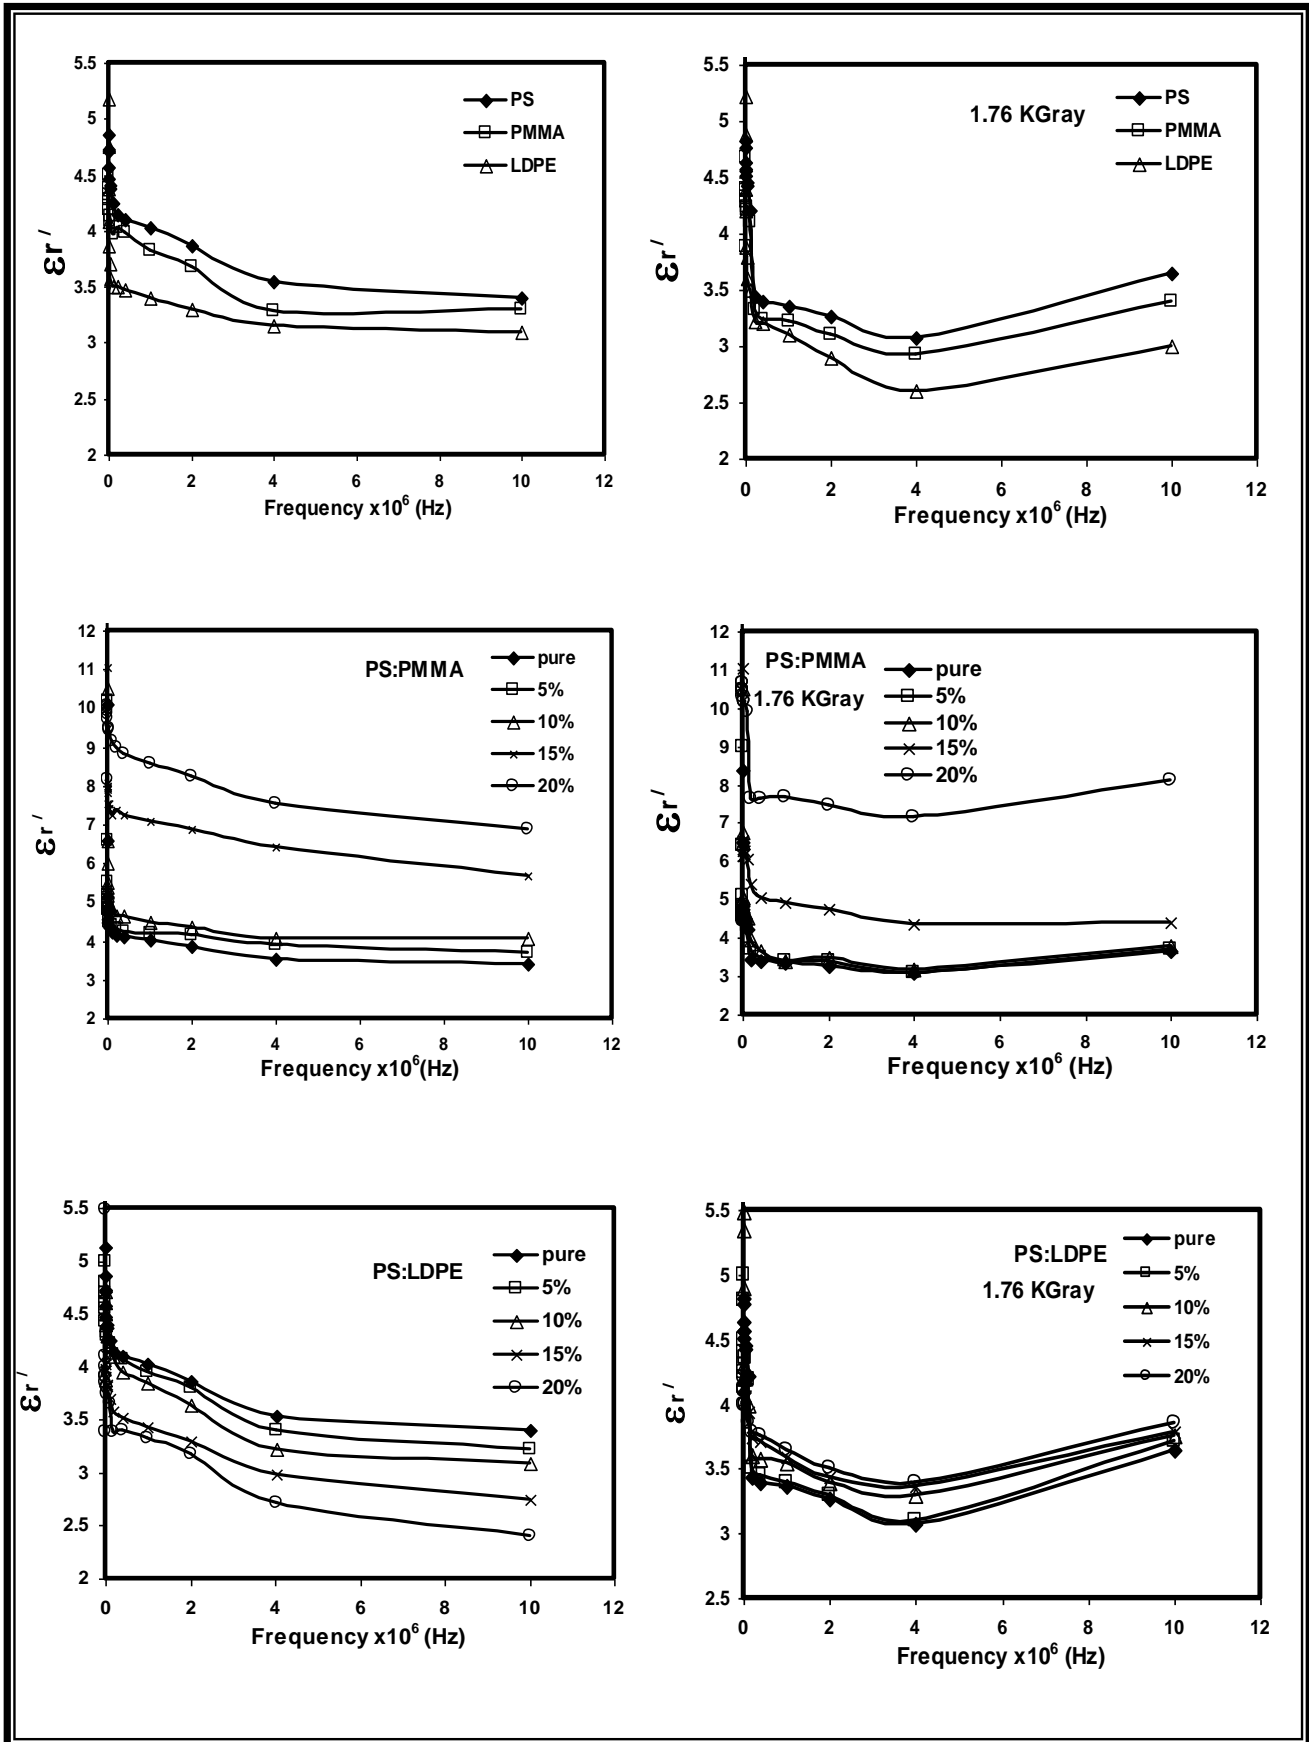 5.5
5
4.5
4
3.5
3
2.5
2
εr /
0 2 4 6 8 10 12
Frequency x10⁶ (Hz)
PS
PMMA
LDPE
5.5
5
4.5
4
3.5
3
2.5
2
εr /
0 2 4 6 8 10 12
Frequency x10⁶ (Hz)
1.76 KGray
PS
PMMA
LDPE
12
11
10
9
8
7
6
5
4
3
2
εr /
0 2 4 6 8 10 12
Frequency x10⁶(Hz)
PS:PMMA
pure
5%
10%
15%
20%
12
11
10
9
8
7
6
5
4
3
2
εr /
0 2 4 6 8 10 12
Frequency x10⁶ (Hz)
PS:PMMA
1.76 KGray
pure
5%
10%
15%
20%
5.5
5
4.5
4
3.5
3
2.5
2
εr /
0 2 4 6 8 10 12
Frequency x10⁶ (Hz)
PS:LDPE
pure
5%
10%
15%
20%
5.5
5
4.5
4
3.5
3
2.5
εr /
0 2 4 6 8 10 12
Frequency x10⁶ (Hz)
PS:LDPE
1.76 KGray
pure
5%
10%
15%
20%